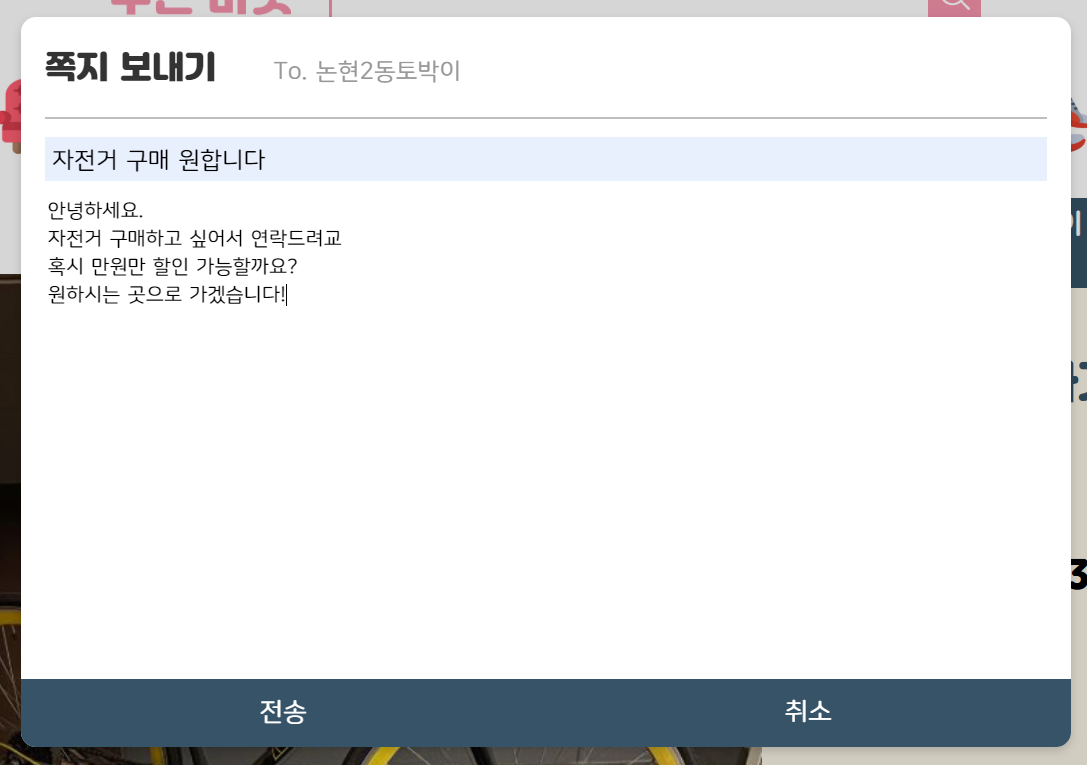 쪽지 보내기 To. 논현2동토박이
자전거 구매 원합니다
안녕하세요.
자전거 구매하고 싶어서 연락드려교
혹시 만원만 할인 가능할까요?
원하시는 곳으로 가겠습니다!
전송 취소